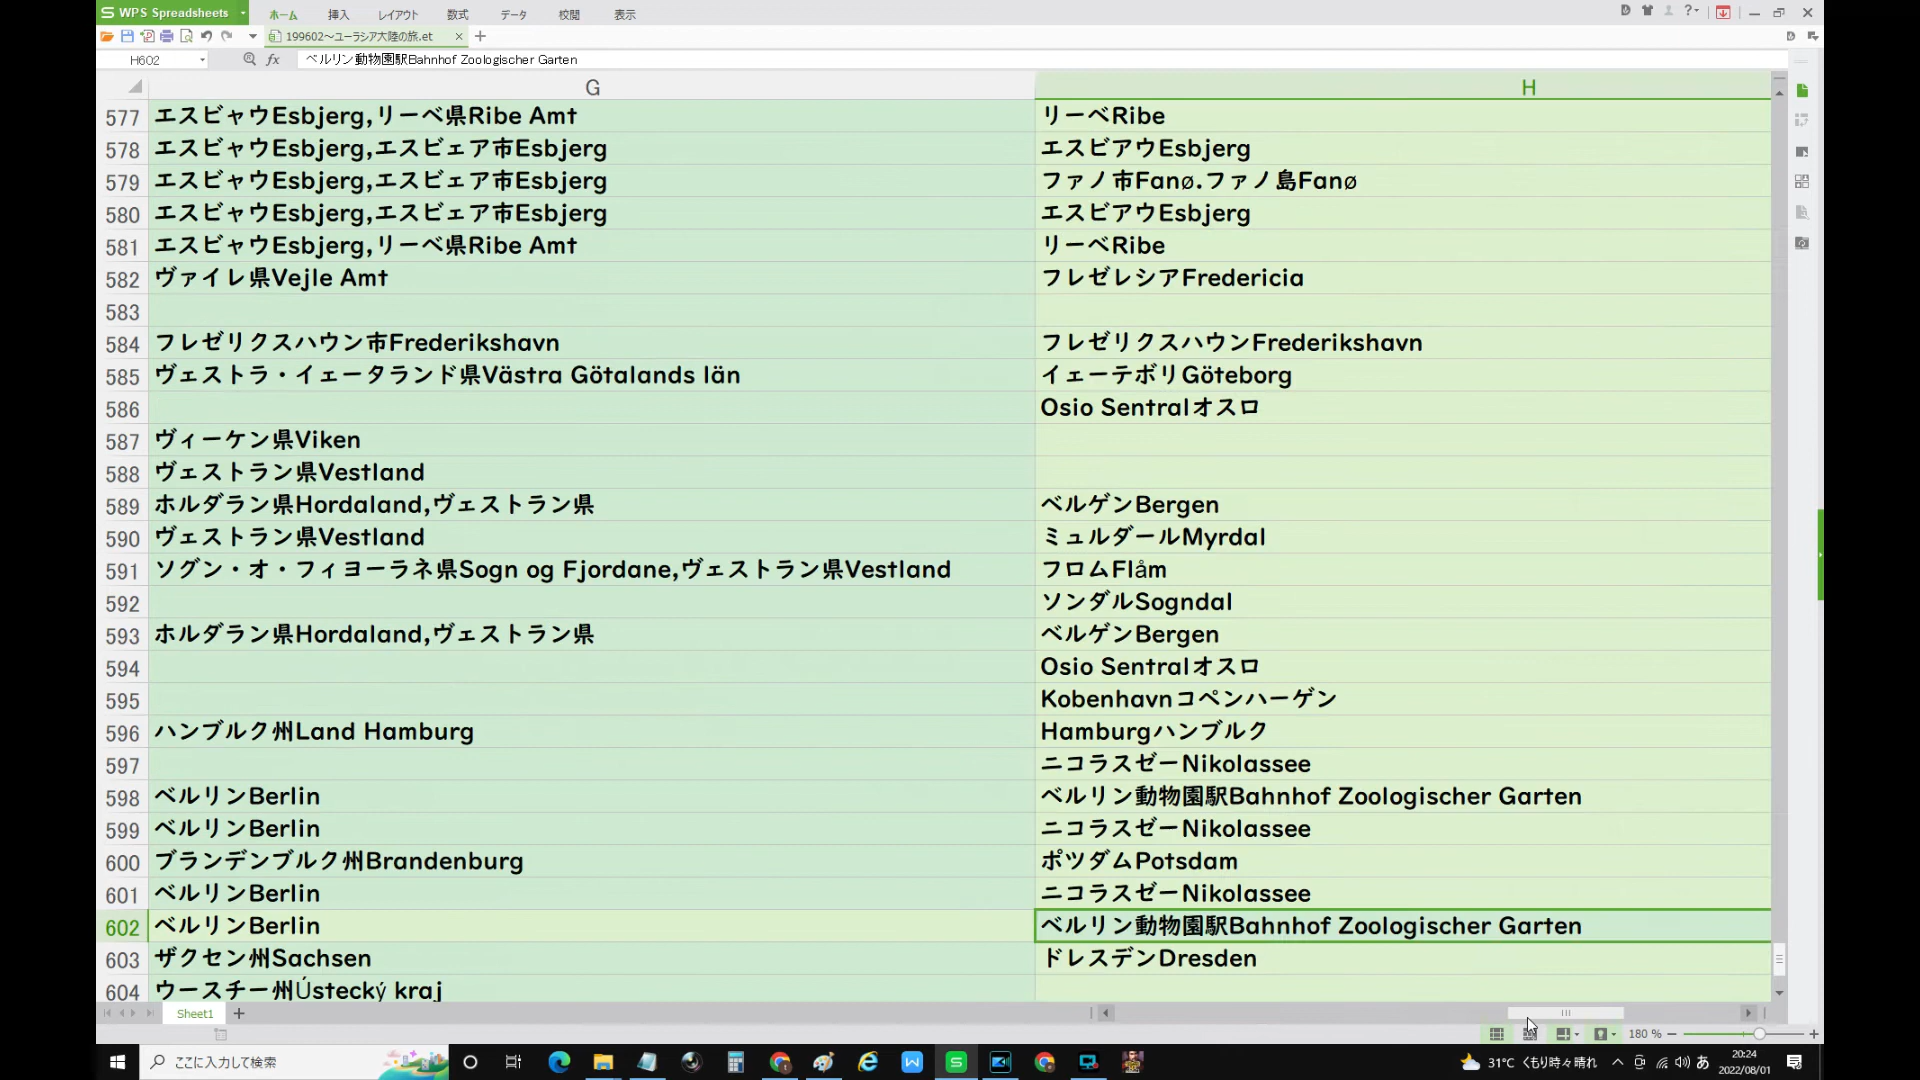 WPS Spreadsheets
ホーム 挿入 レイアウト 数式 データ 校閲 表示
199602～ユーラシア大陸の旅.et
H602 fx ベルリン動物園駅Bahnhof Zoologischer Garten
G H
577 エスビャウEsbjerg,リーベ県Ribe Amt リーベRibe
578 エスビャウEsbjerg,エスビェア市Esbjerg エスビアウEsbjerg
579 エスビャウEsbjerg,エスビェア市Esbjerg ファノ市Fanø.ファノ島Fanø
580 エスビャウEsbjerg,エスビェア市Esbjerg エスビアウEsbjerg
581 エスビャウEsbjerg,リーベ県Ribe Amt リーベRibe
582 ヴァイレ県Vejle Amt フレゼレシアFredericia
583
584 フレゼリクスハウン市Frederikshavn フレゼリクスハウンFrederikshavn
585 ヴェストラ・イェータランド県Västra Götalands län イェーテボリGöteborg
586 Osio Sentralオスロ
587 ヴィーケン県Viken
588 ヴェストラン県Vestland
589 ホルダラン県Hordaland,ヴェストラン県 ベルゲンBergen
590 ヴェストラン県Vestland ミュルダールMyrdal
591 ソグン・オ・フィヨーラネ県Sogn og Fjordane,ヴェストラン県Vestland フロムFlåm
592 ソンダルSogndal
593 ホルダラン県Hordaland,ヴェストラン県 ベルゲンBergen
594 Osio Sentralオスロ
595 Kobenhavnコペンハーゲン
596 ハンブルク州Land Hamburg Hamburgハンブルク
597 ニコラスゼーNikolassee
598 ベルリンBerlin ベルリン動物園駅Bahnhof Zoologischer Garten
599 ベルリンBerlin ニコラスゼーNikolassee
600 ブランデンブルク州Brandenburg ポツダムPotsdam
601 ベルリンBerlin ニコラスゼーNikolassee
602 ベルリンBerlin ベルリン動物園駅Bahnhof Zoologischer Garten
603 ザクセン州Sachsen ドレスデンDresden
604 ウースチー州Ústecký kraj
Sheet1
180 %
ここに入力して検索 31°C くもり時々晴れ あ 20:24
2022/08/01